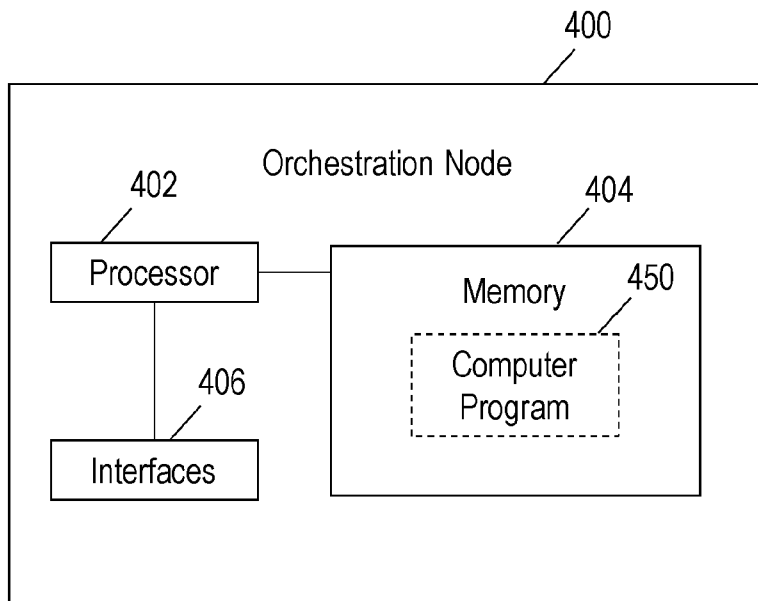 400
Orchestration Node
402
404
Processor
Memory
450
Computer
Program
406
Interfaces